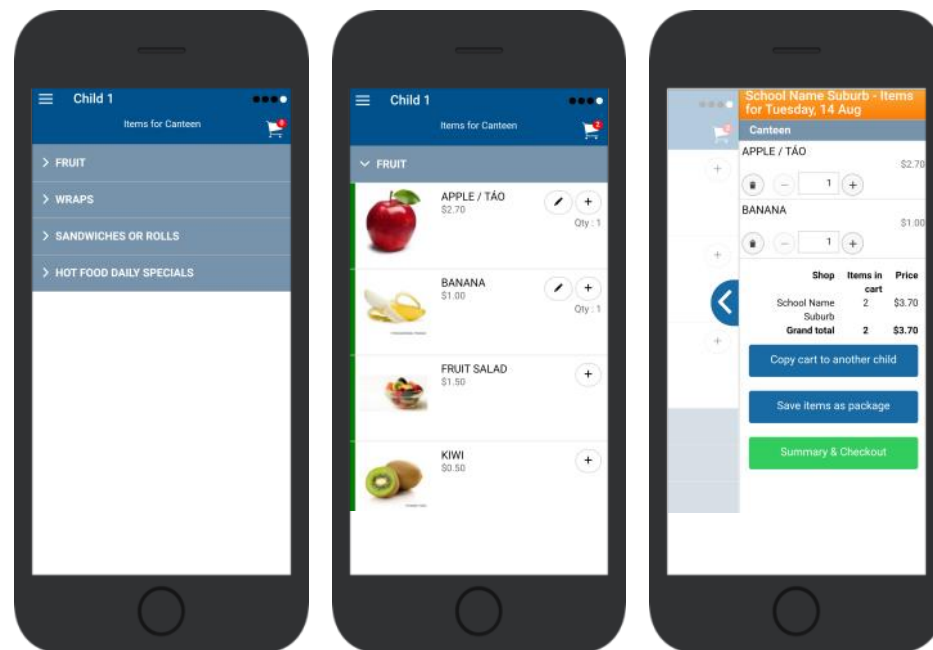 Child 1
Items for Canteen
FRUIT
WRAPS
SANDWICHES OR ROLLS
HOT FOOD DAILY SPECIALS
Child 1
Items for Canteen
2
FRUIT
APPLE / TÁO
$2.70
Qty : 1
BANANA
$1.00
Qty : 1
FRUIT SALAD
$1.50
KIWI
$0.50
School Name Suburb - Items
for Tuesday, 14 Aug
Canteen
APPLE / TÁO
$2.70
1
BANANA
$1.00
1
Shop Items in Price
cart
School Name 2 $3.70
Suburb
Grand total 2 $3.70
Copy cart to another child
Save items as package
Summary & Checkout